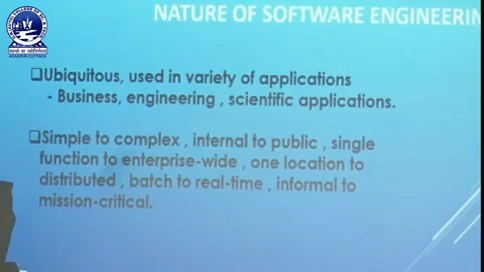 NATURE OF SOFTWARE ENGINEERIN
❑Ubiquitous, used in variety of applications
- Business, engineering , scientific applications.
❑Simple to complex , internal to public , single
function to enterprise-wide , one location to
distributed , batch to real-time , informal to
mission-critical.